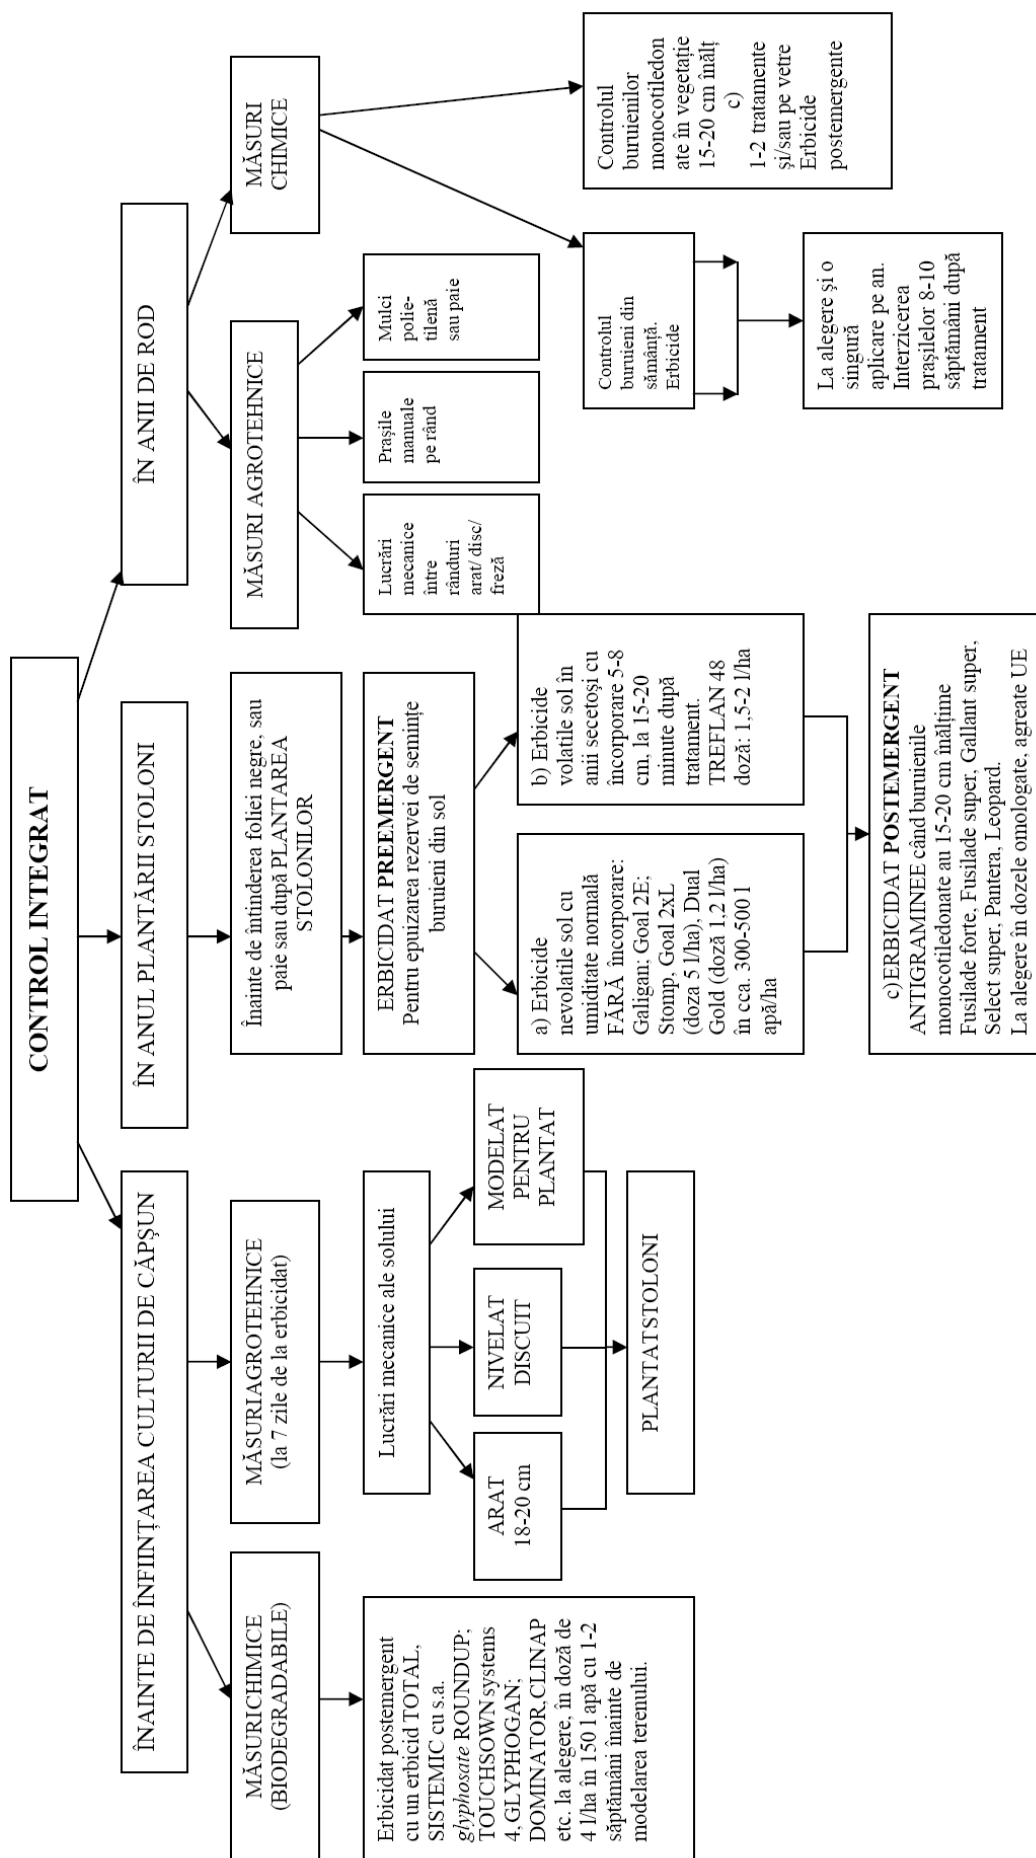 CONTROL INTEGRAT
ÎNAINTE DE ÎNFIINȚAREA CULTURII DE CĂPȘUN
MĂSURI CHIMICE
(BIODEGRADABILE)
Erbicidat postemergent
cu un erbicid TOTAL,
SISTEMIC cu s.a.
glyphosate ROUNDUP;
TOUCHSOWN systems
4, GLYPHOGAN;
DOMINATOR, CLINAP
etc. la alegere, în doză de
4 l/ha în 150 l apă cu 1-2
săptămâni înainte de
modelarea terenului.
MĂSURI AGROTEHNICE
(la 7 zile de la erbicidat)
Lucrări mecanice ale solului
ARAT
18-20 cm
NIVELAT
DISCUIT
MODELAT
PENTRU
PLANTAT
PLANTAT STOLONI
ÎN ANUL PLANTĂRII STOLONI
Înainte de întinderea foliei negre, sau
paie sau după PLANTAREA
STOLONILOR
ERBICIDAT PREEMERGENT
Pentru epuizarea rezervei de semințe
buruieni din sol
a) Erbicide
nevolatile sol cu
umiditate normală
FĂRĂ încorporare:
Galigan; Goal 2E;
Stomp, Goal 2xL
(doza 5 l/ha), Dual
Gold (doză 1,2 l/ha)
în cca. 300-500 l
apă/ha
b) Erbicide
volatile sol în
anii secetoși cu
încorporare 5-8
cm, la 15-20
minute după
tratament.
TREFLAN 48
doză: 1,5-2 l/ha
c) ERBICIDAT POSTEMERGENT
ANTIGRAMINEE când buruienile
monocotiledonate au 15-20 cm înălțime
Fusilade forte, Fusilade super, Gallant super,
Select super, Pantera, Leopard.
La alegere în dozele omologate, agreate UE
ÎN ANII DE ROD
MĂSURI AGROTEHNICE
Lucrări
mecanice
între
rânduri
arat/ disc/
freză
Prașile
manuale
pe rând
Mulci
polie-
tilenă
sau paie
MĂSURI
CHIMICE
Controlul
buruieni din
sămânță.
Erbicide
La alegere și o
singură
aplicare pe an.
Interzicerea
prașilelor 8-10
săptămâni după
tratament
Controlul
buruienilor
monocotiledon
ate în vegetație
15-20 cm înălț
c)
1-2 tratamente
și/sau pe vetre
Erbicide
postemergente